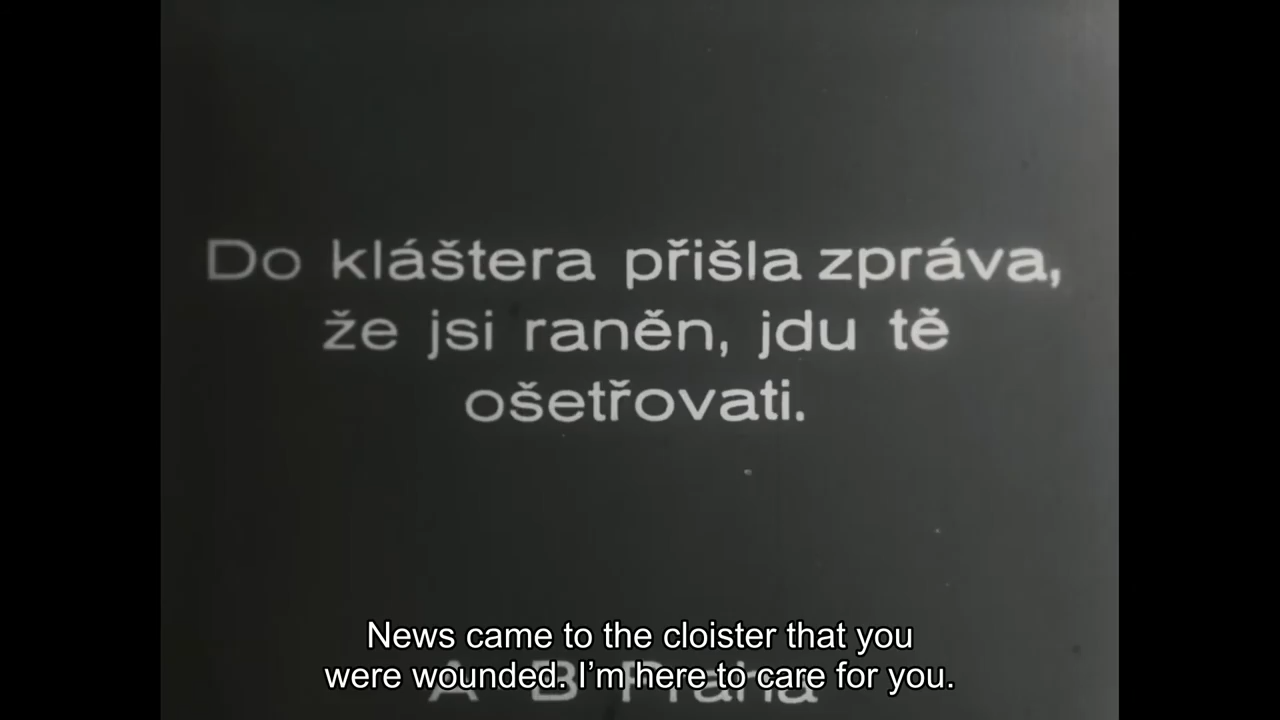 Do kláštera přišla zpráva,
že jsi raněn, jdu tě
ošetřovati.
News came to the cloister that you
were wounded. I'm here to care for you.
A B Praha